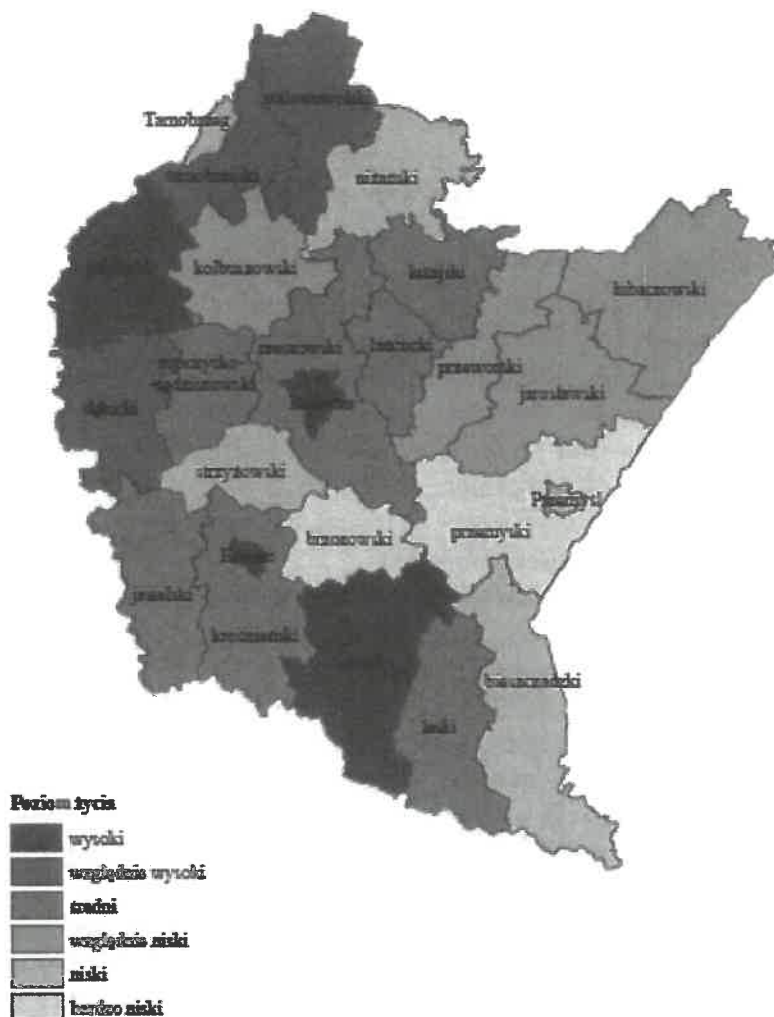 Tarnobrzeg
niżański
kolbuszowski
leżajski
lubaczowski
rzeszowski
łańcucki
przeworski
jarosławski
dębicki
strzyżowski
Przemyśl
brzozowski
przemyski
jasielski
krośnieński
bieszczadzki
leski
Poziom życia
wysoki
względnie wysoki
średni
względnie niski
niski
bardzo niski